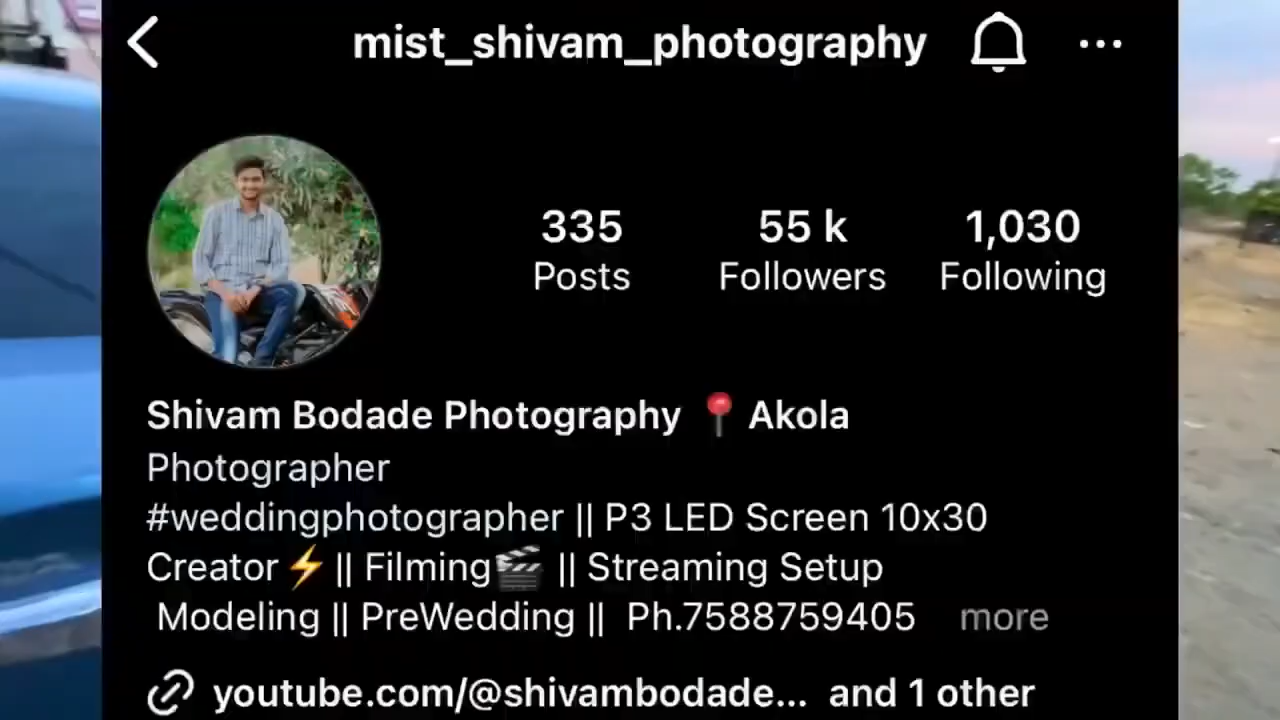 mist_shivam_photography
335 55 k 1,030
Posts Followers Following
Shivam Bodade Photography 📍 Akola
Photographer
#weddingphotographer || P3 LED Screen 10x30
Creator⚡|| Filming🎬 || Streaming Setup
Modeling || PreWedding || Ph.7588759405 more
youtube.com/@shivambodade... and 1 other